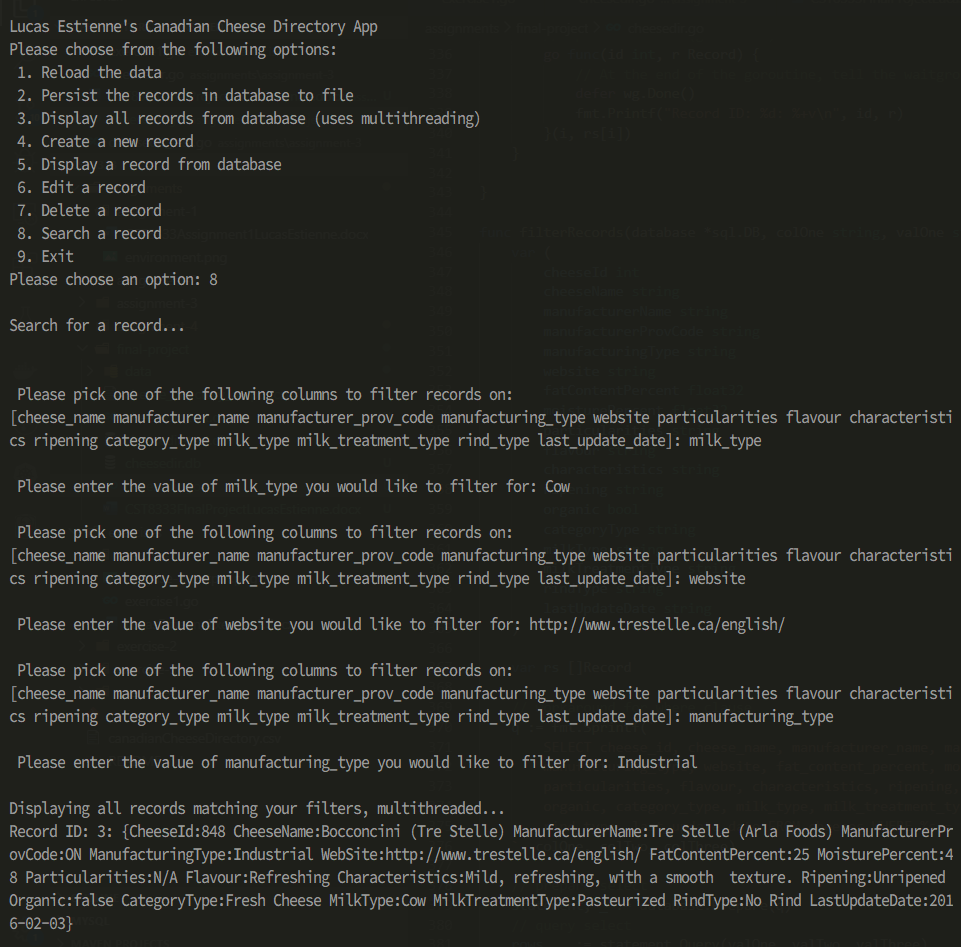 Lucas Estienne's Canadian Cheese Directory App
Please choose from the following options:
1. Reload the data
2. Persist the records in database to file
3. Display all records from database (uses multithreading)
4. Create a new record
5. Display a record from database
6. Edit a record
7. Delete a record
8. Search a record
9. Exit
Please choose an option: 8
Search for a record...
Please pick one of the following columns to filter records on:
[cheese_name manufacturer_name manufacturer_prov_code manufacturing_type website particularities flavour characteristi
cs ripening category_type milk_type milk_treatment_type rind_type last_update_date]: milk_type
Please enter the value of milk_type you would like to filter for: Cow
Please pick one of the following columns to filter records on:
[cheese_name manufacturer_name manufacturer_prov_code manufacturing_type website particularities flavour characteristi
cs ripening category_type milk_type milk_treatment_type rind_type last_update_date]: website
Please enter the value of website you would like to filter for: http://www.trestelle.ca/english/
Please pick one of the following columns to filter records on:
[cheese_name manufacturer_name manufacturer_prov_code manufacturing_type website particularities flavour characteristi
cs ripening category_type milk_type milk_treatment_type rind_type last_update_date]: manufacturing_type
Please enter the value of manufacturing_type you would like to filter for: Industrial
Displaying all records matching your filters, multithreaded...
Record ID: 3: {CheeseId:848 CheeseName:Bocconcini (Tre Stelle) ManufacturerName:Tre Stelle (Arla Foods) ManufacturerPr
ovCode:ON ManufacturingType:Industrial WebSite:http://www.trestelle.ca/english/ FatContentPercent:25 MoisturePercent:4
8 Particularities:N/A Flavour:Refreshing Characteristics:Mild, refreshing, with a smooth  texture. Ripening:Unripened
Organic:false CategoryType:Fresh Cheese MilkType:Cow MilkTreatmentType:Pasteurized RindType:No Rind LastUpdateDate:201
6-02-03}